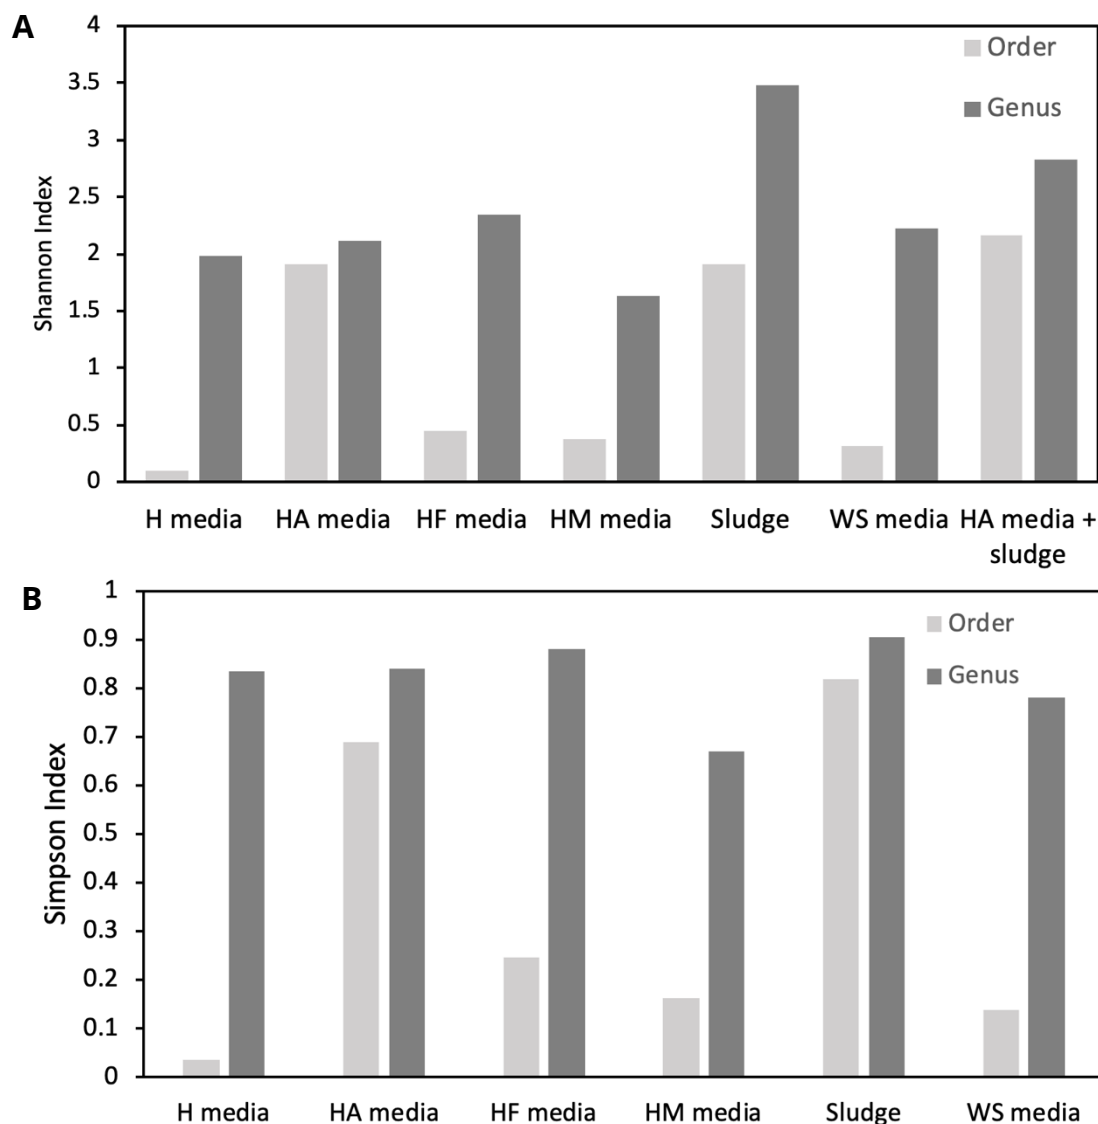 A
4
3.5
3
2.5
2
1.5
1
0.5
0
Shannon Index
Order
Genus
H media
HA media
HF media
HM media
Sludge
WS media
HA media +
sludge
B
1
0.9
0.8
0.7
0.6
0.5
0.4
0.3
0.2
0.1
0
Simpson Index
Order
Genus
H media
HA media
HF media
HM media
Sludge
WS media